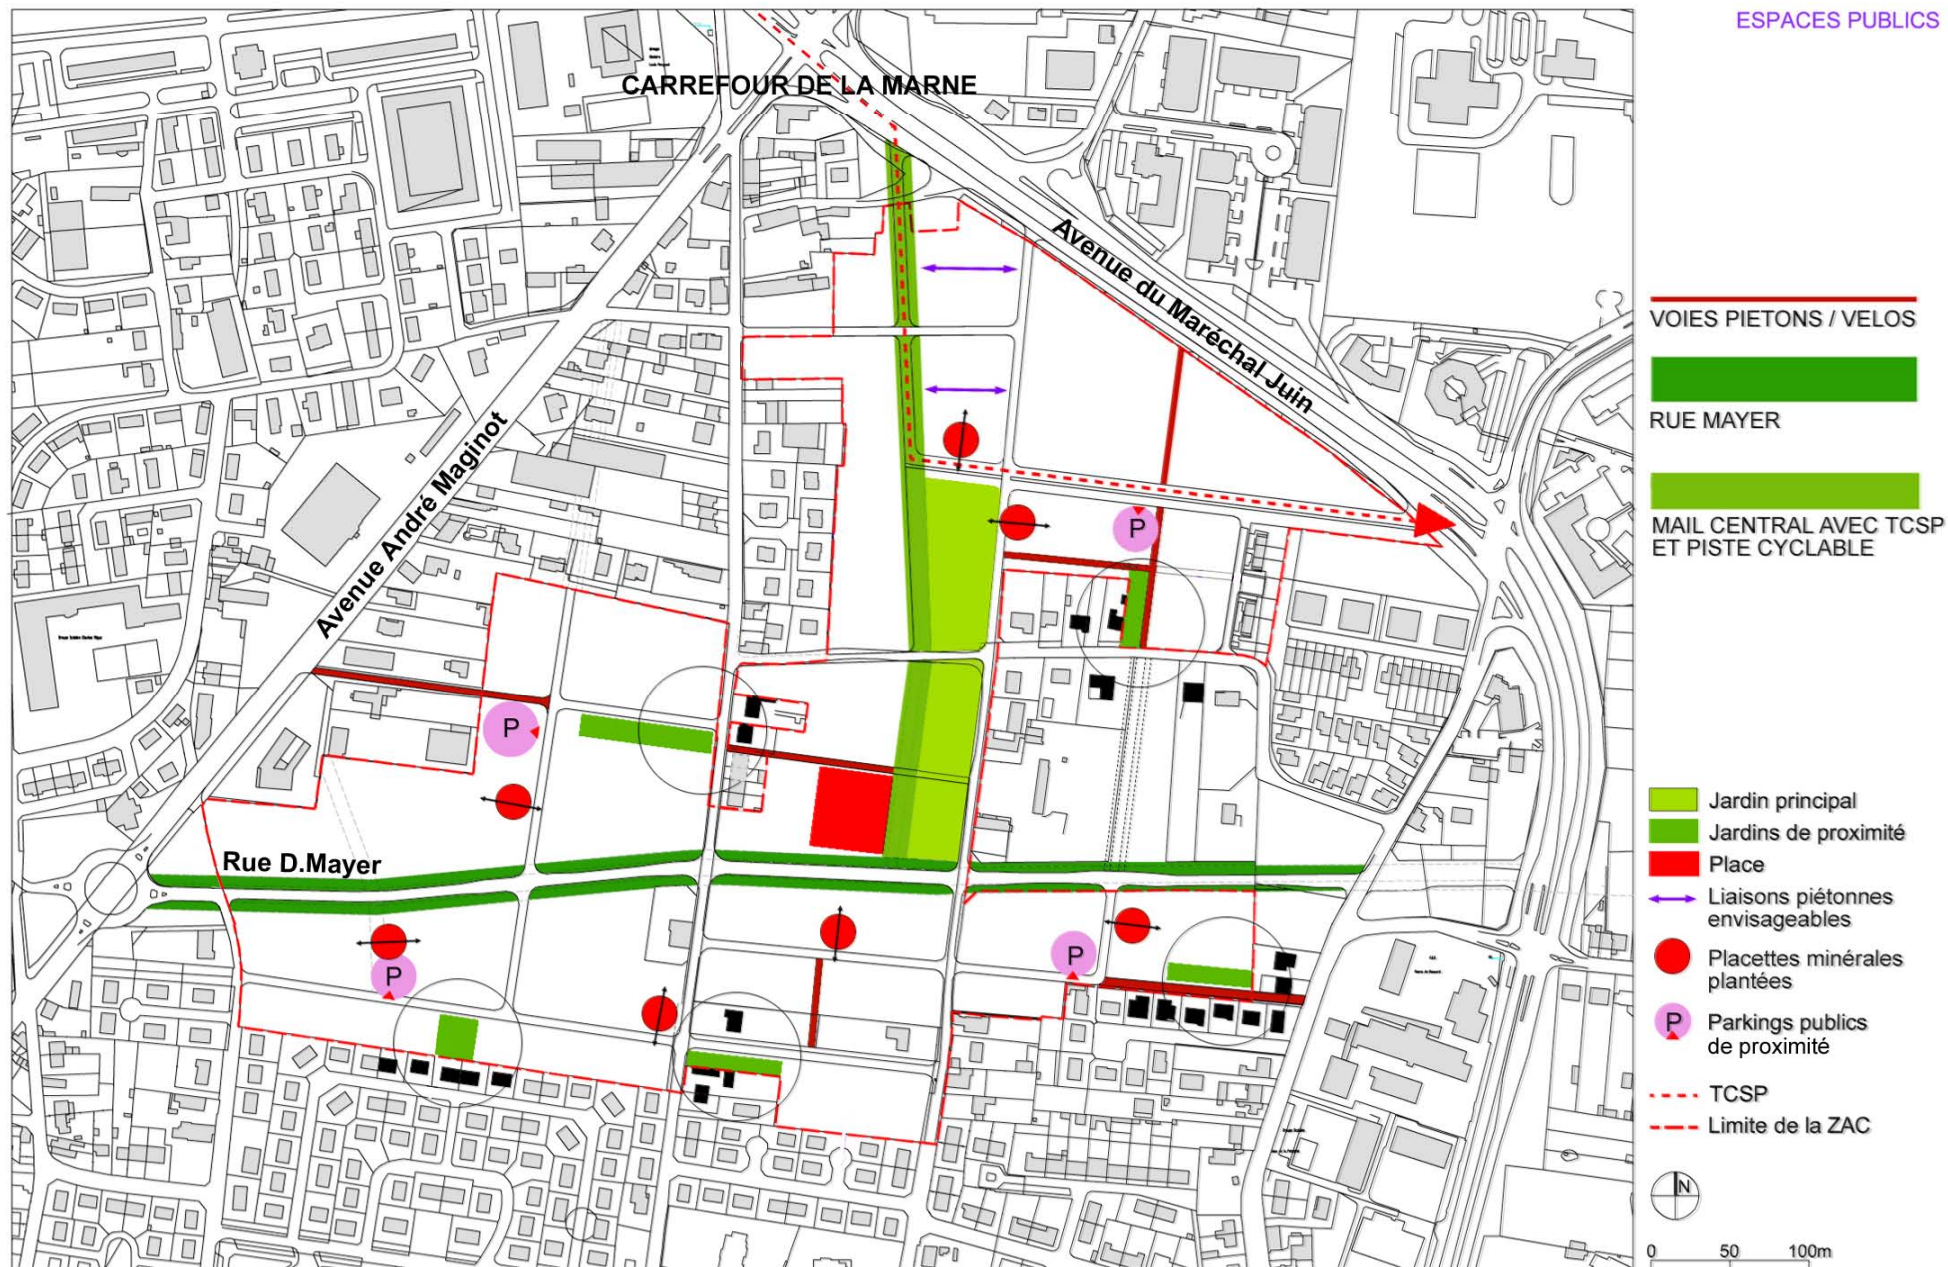 ESPACES PUBLICS
CARREFOUR DE LA MARNE
Avenue du Maréchal Juin
Avenue André Maginot
Rue D.Mayer
P
P
P
P
VOIES PIETONS / VELOS
RUE MAYER
MAIL CENTRAL AVEC TCSP
ET PISTE CYCLABLE
Jardin principal
Jardins de proximité
Place
Liaisons piétonnes
envisageables
Placettes minérales
plantées
P
Parkings publics
de proximité
TCSP
Limite de la ZAC
N
0 50 100m